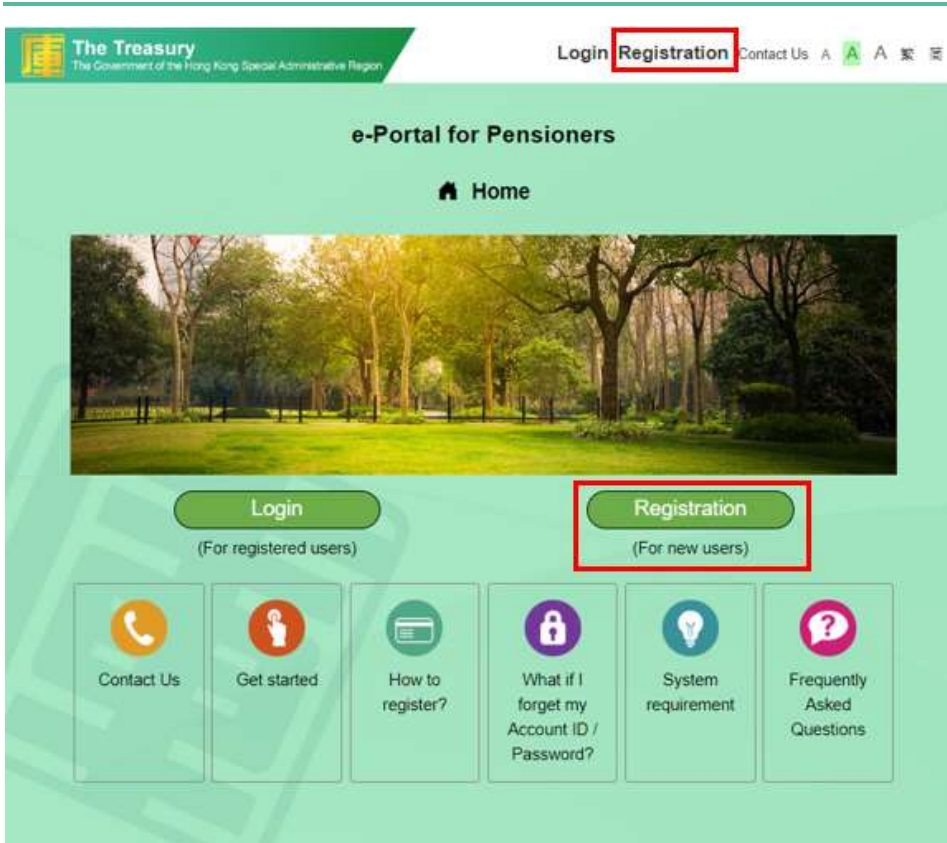 The Treasury
The Government of the Hong Kong Special Administrative Region
Login Registration Contact Us A A A 繁 简
e-Portal for Pensioners
Home
Login
Registration
(For registered users)
(For new users)
Contact Us
Get started
How to
register?
What if I
forget my
Account ID /
Password?
System
requirement
Frequently
Asked
Questions